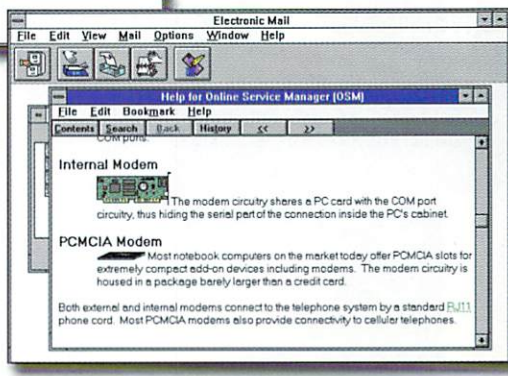 Electronic Mail
File Edit View Mail Options Window Help
Help for Online Service Manager (OSM)
File Edit Bookmark Help
Contents Search Back History << >>
COM ports.
Internal Modem
The modem circuitry shares a PC card with the COM port
circuitry, thus hiding the serial part of the connection inside the PC's cabinet.
PCMCIA Modem
Most notebook computers on the market today offer PCMCIA slots for
extremely compact add-on devices including modems. The modem circuitry is
housed in a package barely larger than a credit card.
Both external and internal modems connect to the telephone system by a standard RJ11
phone cord. Most PCMCIA modems also provide connectivity to cellular telephones.